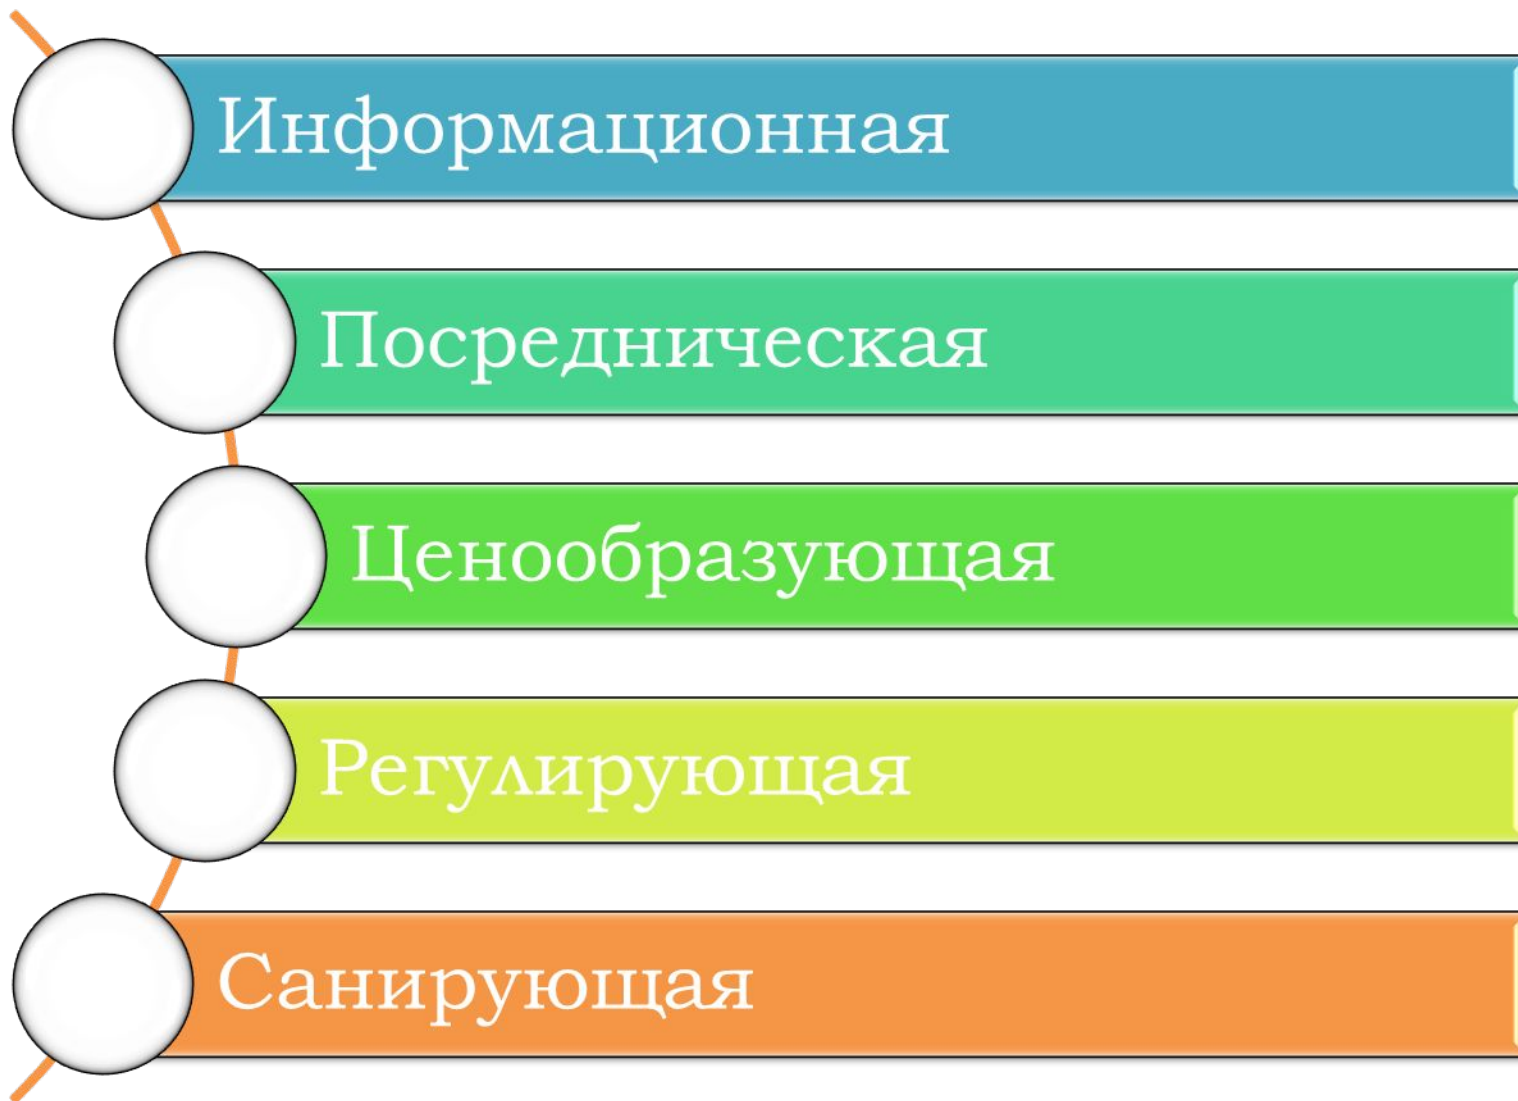 Информационная
Посредническая
Ценообразующая
Регулирующая
Санирующая